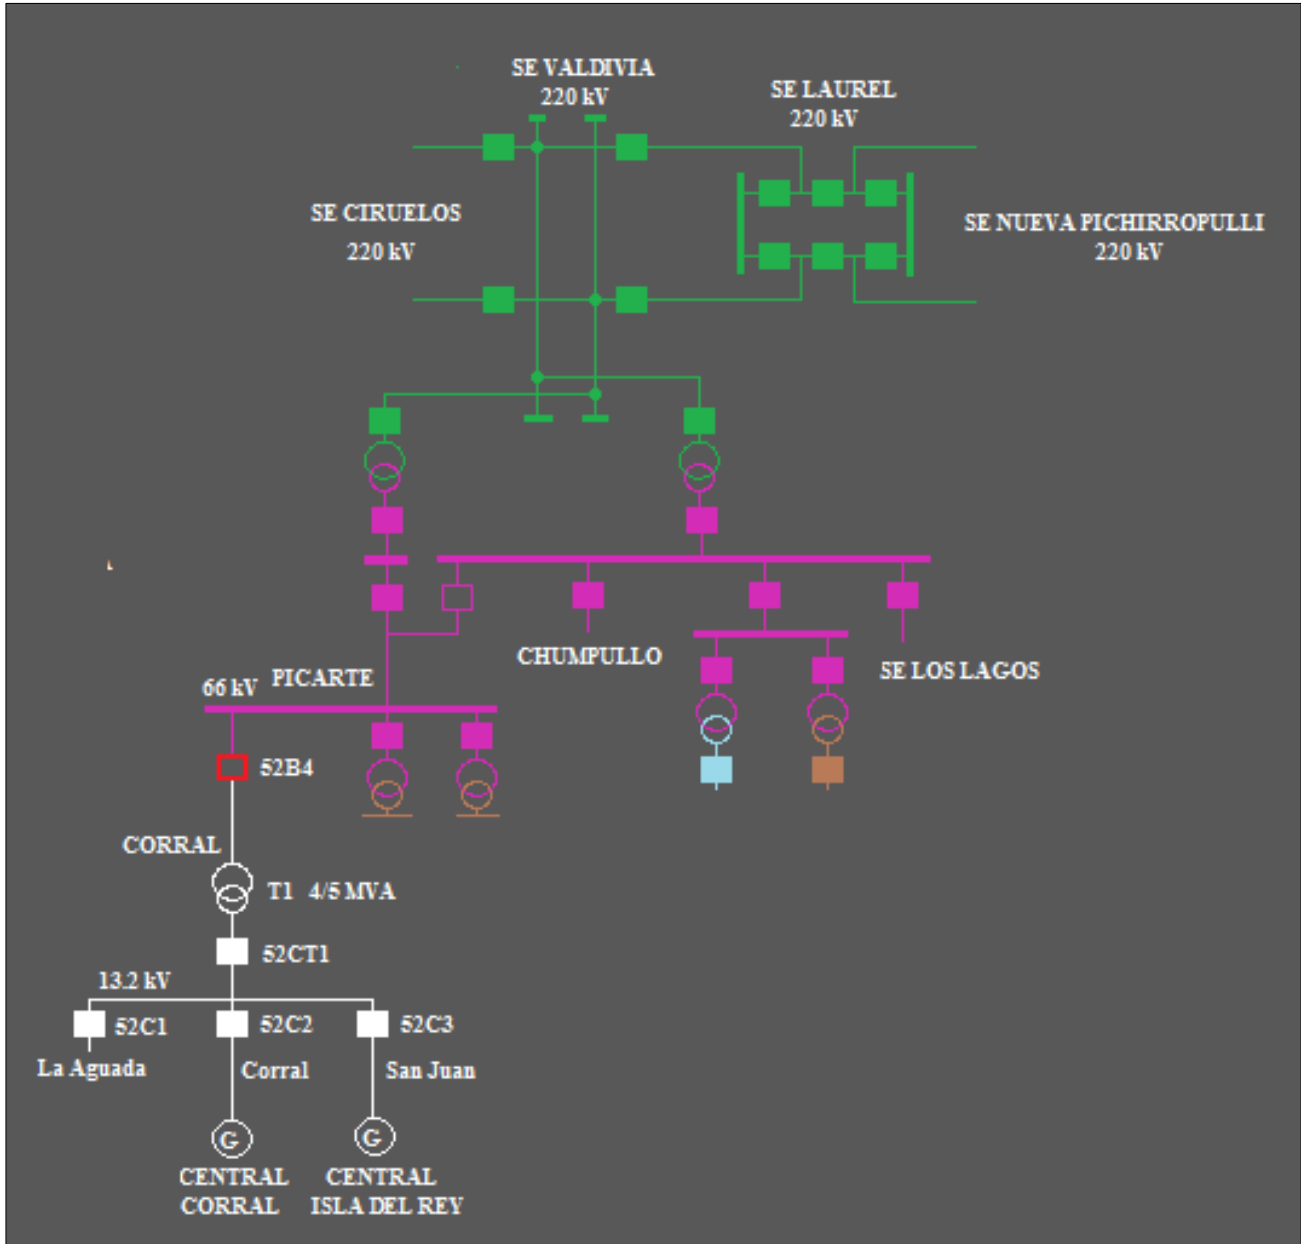 SE VALDIVIA
220 kV
SE LAUREL
220 kV
SE CIRUELOS
220 kV
SE NUEVA PICHIRROPULLI
220 kV
CHUMPULLO
SE LOS LAGOS
PICARTE
66 kV
52B4
CORRAL
T1 4/5 MVA
52CT1
13.2 kV
52C1
52C2
52C3
La Aguada
Corral
San Juan
G
G
CENTRAL
CORRAL
CENTRAL
ISLA DEL REY